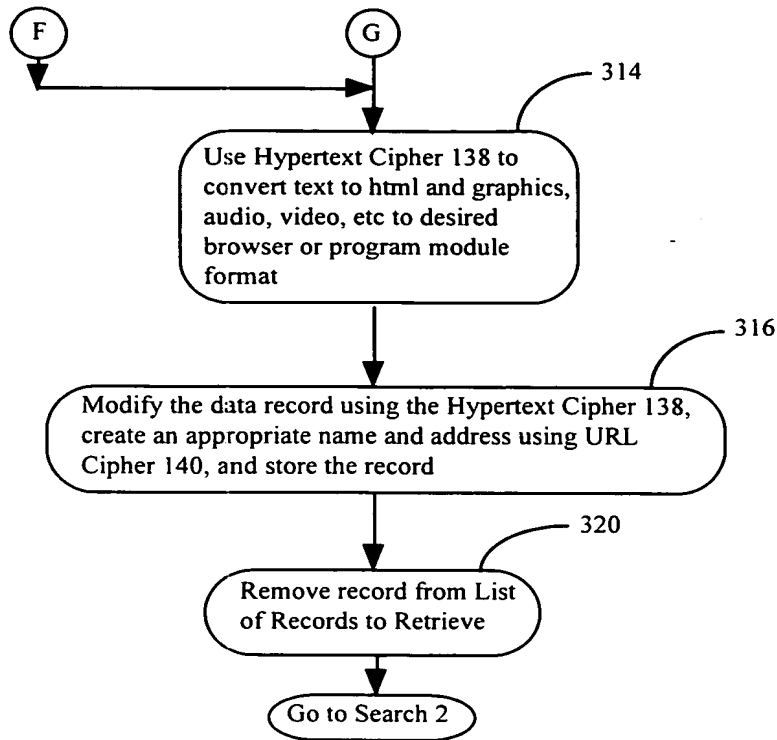 F
G
314
Use Hypertext Cipher 138 to
convert text to html and graphics,
audio, video, etc to desired
browser or program module
format
316
Modify the data record using the Hypertext Cipher 138,
create an appropriate name and address using URL
Cipher 140, and store the record
320
Remove record from List
of Records to Retrieve
Go to Search 2